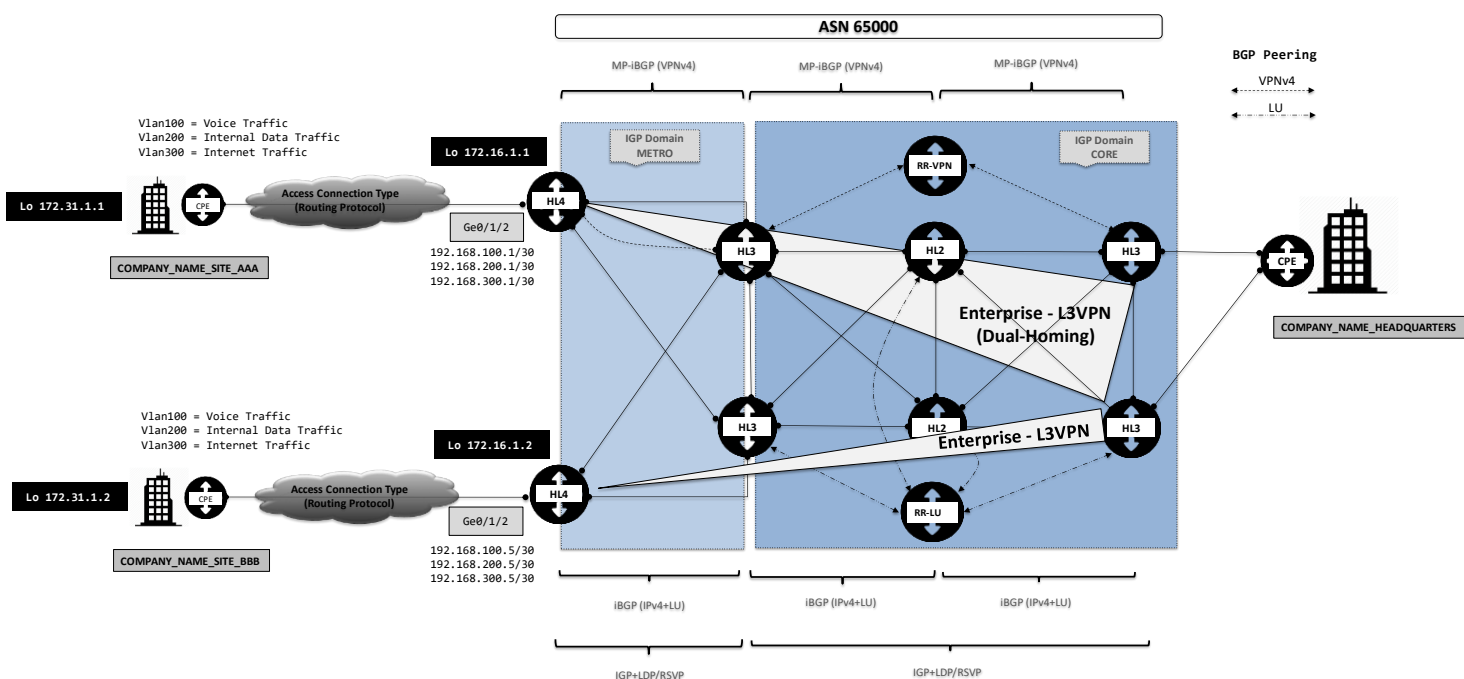 ASN 65000
MP-iBGP (VPNv4)
MP-iBGP (VPNv4)
MP-iBGP (VPNv4)
BGP Peering
VPNv4
LU
Vlan100 = Voice Traffic
Vlan200 = Internal Data Traffic
Vlan300 = Internet Traffic
Lo 172.16.1.1
IGP Domain
METRO
IGP Domain
CORE
RR-VPN
Lo 172.31.1.1
CPE
Access Connection Type
(Routing Protocol)
HL4
Ge0/1/2
192.168.100.1/30
192.168.200.1/30
192.168.300.1/30
COMPANY_NAME_SITE_AAA
HL3
HL2
HL3
CPE
COMPANY_NAME_HEADQUARTERS
Enterprise - L3VPN
(Dual-Homing)
Vlan100 = Voice Traffic
Vlan200 = Internal Data Traffic
Vlan300 = Internet Traffic
Lo 172.16.1.2
HL3
HL2
HL3
Enterprise - L3VPN
Lo 172.31.1.2
CPE
Access Connection Type
(Routing Protocol)
HL4
Ge0/1/2
RR-LU
192.168.100.5/30
192.168.200.5/30
192.168.300.5/30
COMPANY_NAME_SITE_BBB
iBGP (IPv4+LU)
iBGP (IPv4+LU)
iBGP (IPv4+LU)
IGP+LDP/RSVP
IGP+LDP/RSVP